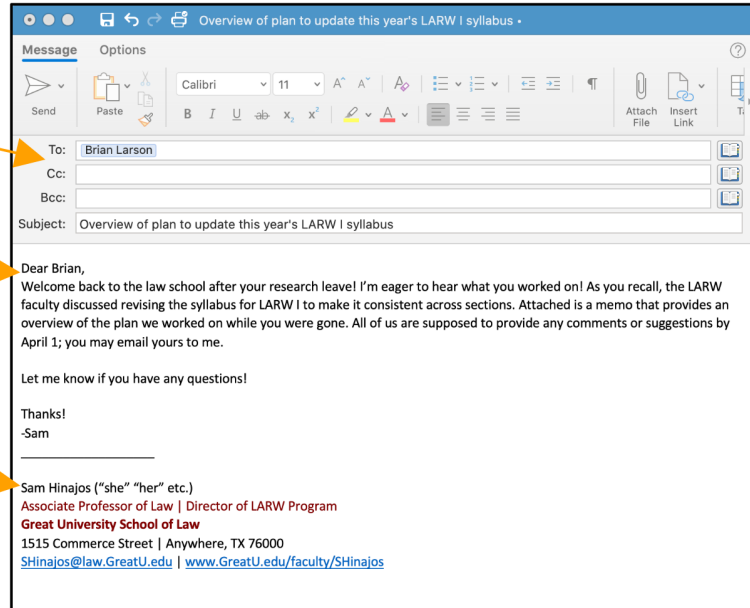 Overview of plan to update this year's LARW I syllabus •
Message Options
Calibri 11 A^ A˅ A
Send Paste B I U ab x₂ x² A Attach File Insert Link Ta
To: Brian Larson
Cc:
Bcc:
Subject: Overview of plan to update this year's LARW I syllabus
Dear Brian,
Welcome back to the law school after your research leave! I'm eager to hear what you worked on! As you recall, the LARW
faculty discussed revising the syllabus for LARW I to make it consistent across sections. Attached is a memo that provides an
overview of the plan we worked on while you were gone. All of us are supposed to provide any comments or suggestions by
April 1; you may email yours to me.
Let me know if you have any questions!
Thanks!
-Sam
Sam Hinajos (“she” “her” etc.)
Associate Professor of Law | Director of LARW Program
Great University School of Law
1515 Commerce Street | Anywhere, TX 76000
SHinajos@law.GreatU.edu | www.GreatU.edu/faculty/SHinajos